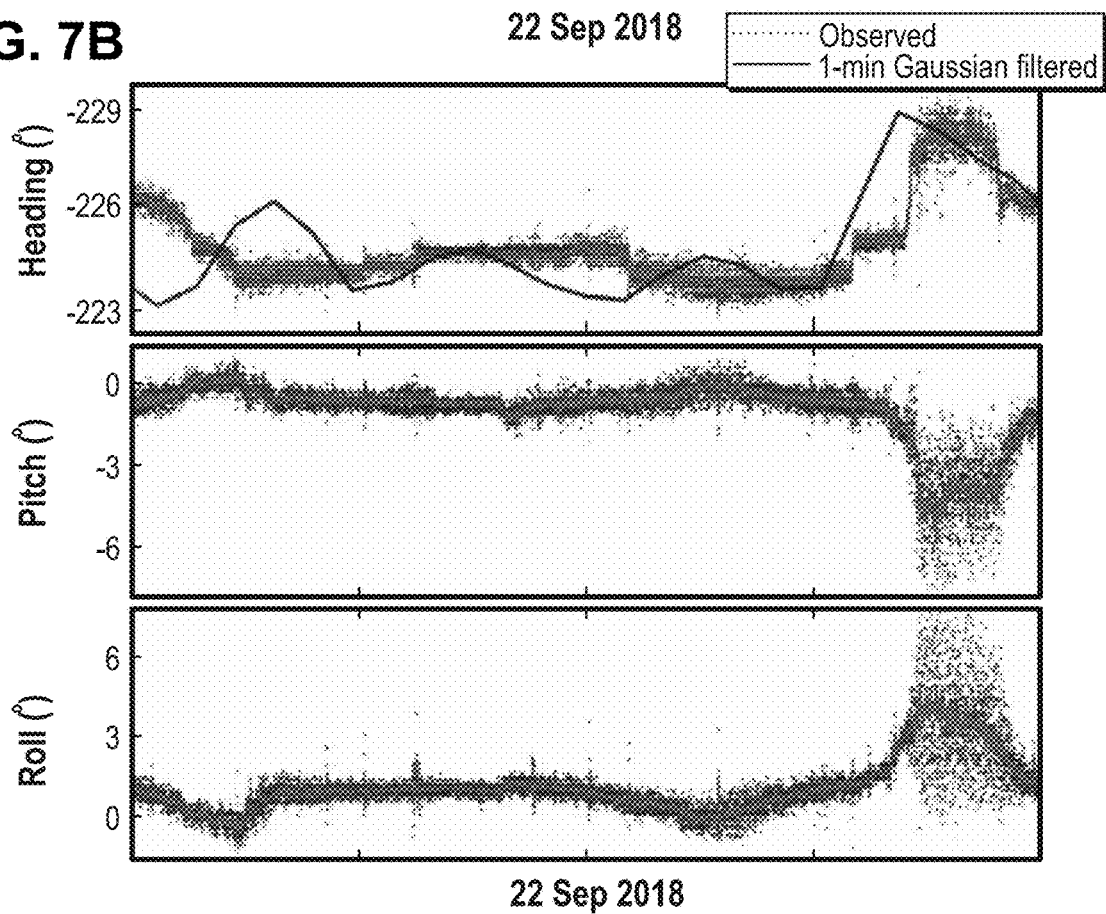 G. 7B
22 Sep 2018
Observed
1-min Gaussian filtered
Heading (°)
-229
-226
-223
Pitch (°)
0
-3
-6
Roll (°)
6
3
0
22 Sep 2018